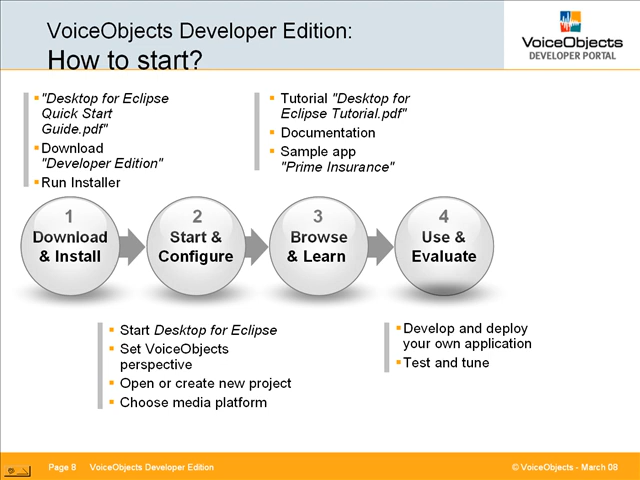 VoiceObjects Developer Edition:
How to start?
VoiceObjects
DEVELOPER PORTAL
"Desktop for Eclipse
Quick Start
Guide.pdf"
Download
"Developer Edition"
Run Installer
Tutorial "Desktop for
Eclipse Tutorial.pdf"
Documentation
Sample app
"Prime Insurance"
1
Download
& Install
2
Start &
Configure
3
Browse
& Learn
4
Use &
Evaluate
Start Desktop for Eclipse
Set VoiceObjects
perspective
Open or create new project
Choose media platform
Develop and deploy
your own application
Test and tune
Page 8 VoiceObjects Developer Edition
© VoiceObjects - March 08